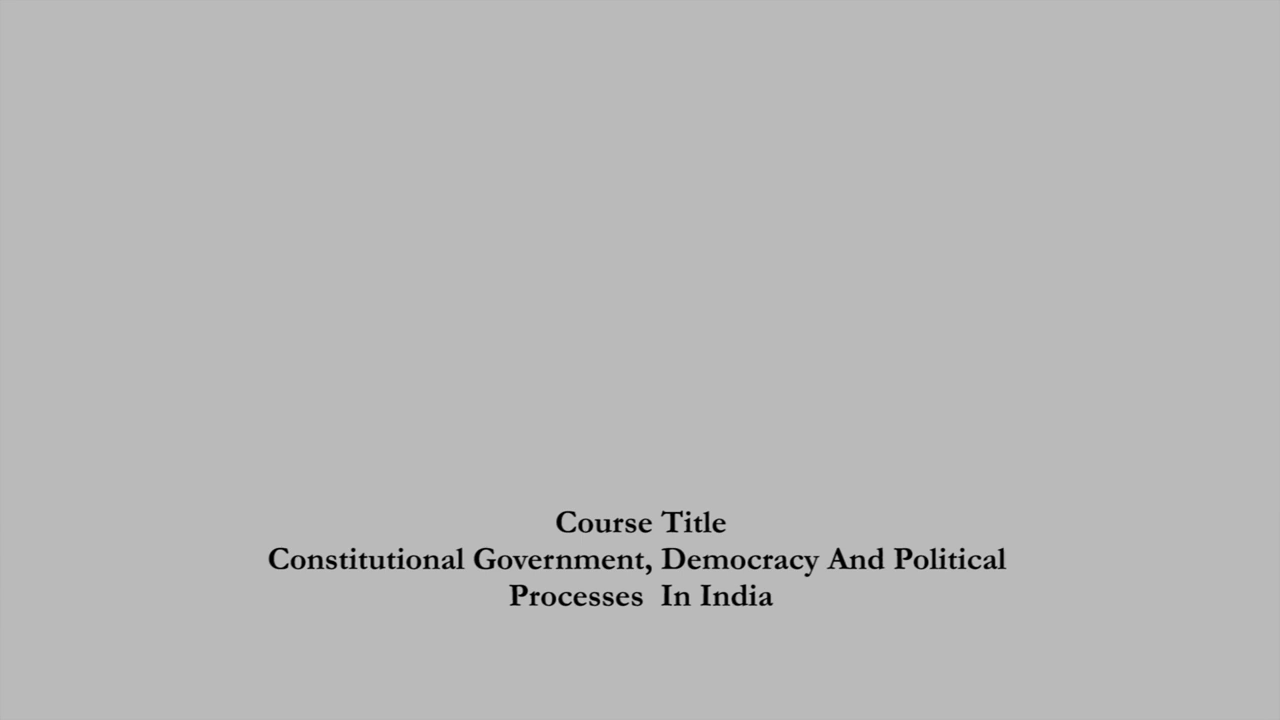 Course Title
Constitutional Government, Democracy And Political
Processes  In India